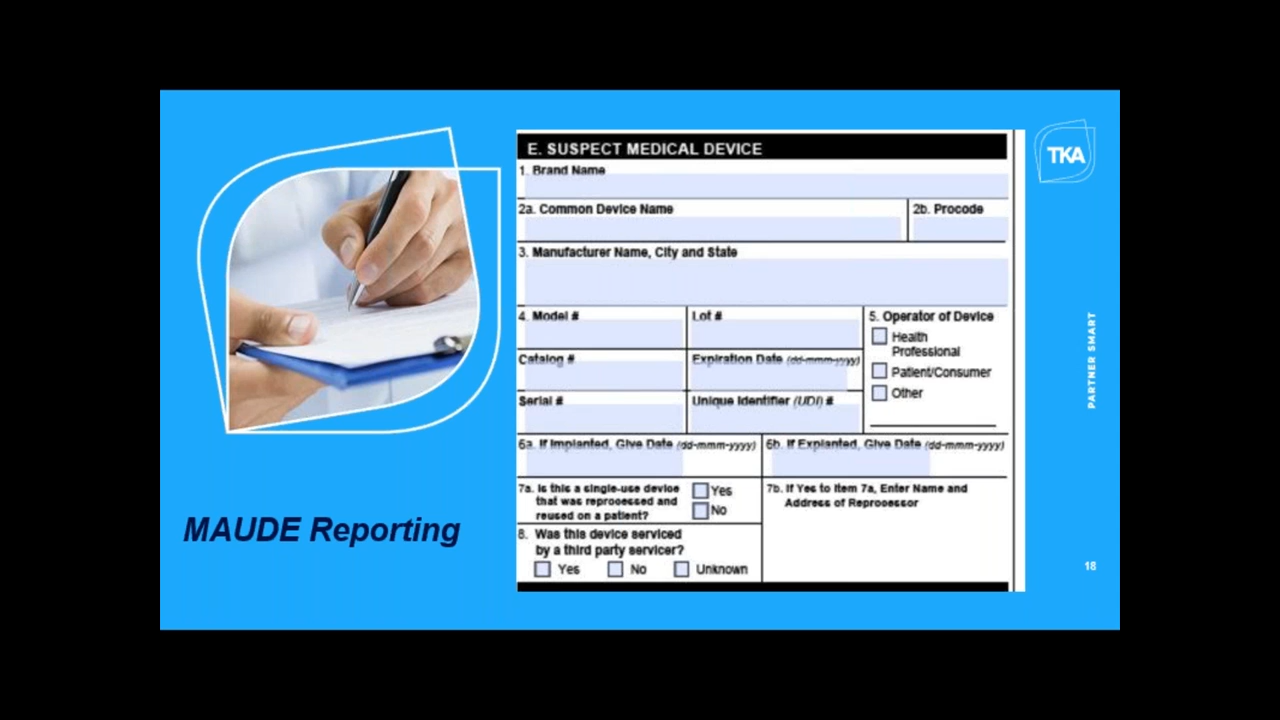 E. SUSPECT MEDICAL DEVICE
1. Brand Name
2a. Common Device Name
2b. Procode
3. Manufacturer Name, City and State
4. Model #
Lot #
5. Operator of Device
Health
Professional
Patient/Consumer
Other
Catalog #
Expiration Date (dd-mmm-yyyy)
Serial #
Unique Identifier (UDI) #
6a. If Implanted, Give Date (dd-mmm-yyyy)
6b. If Explanted, Give Date (dd-mmm-yyyy)
7a. Is this a single-use device
that was reprocessed and
reused on a patient?
Yes
No
7b. If Yes to Item 7a, Enter Name and
Address of Reprocessor
8. Was this device serviced
by a third party servicer?
Yes No Unknown
MAUDE Reporting
TKA
PARTNER SMART
18